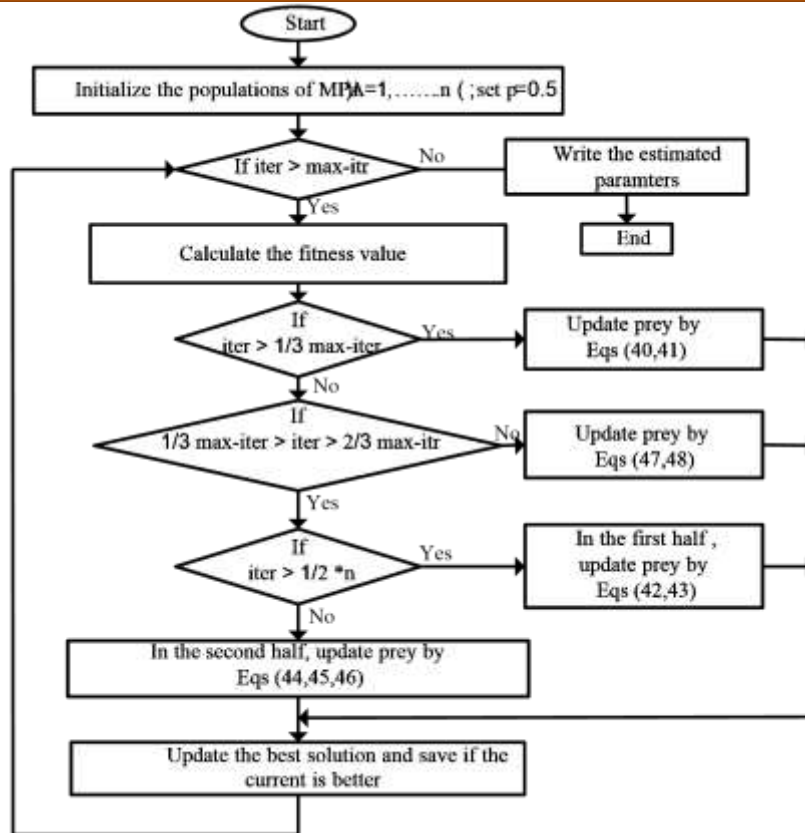 Start
Initialize the populations of MPA)i=1,.......n ( ;set p=0.5
If iter > max-itr
No
Write the estimated
paramters
Yes
End
Calculate the fitness value
If
iter > 1/3 max-iter
Yes
Update prey by
Eqs (40,41)
No
If
1/3 max-iter > iter > 2/3 max-itr
No
Update prey by
Eqs (47,48)
Yes
If
iter > 1/2 *n
Yes
In the first half ,
update prey by
Eqs (42,43)
No
In the second half, update prey by
Eqs (44,45,46)
Update the best solution and save if the
current is better